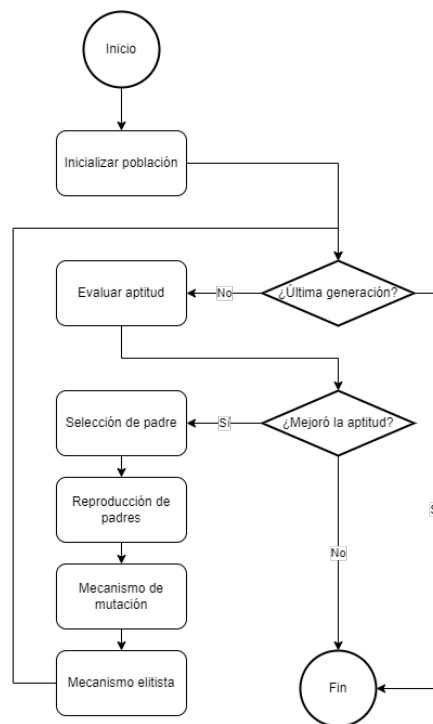 Inicio
Inicializar población
Evaluar aptitud
No
¿Última generación?
Selección de padre
Sí
¿Mejoró la aptitud?
Reproducción de
padres
No
Mecanismo de
mutación
Mecanismo elitista
Fin